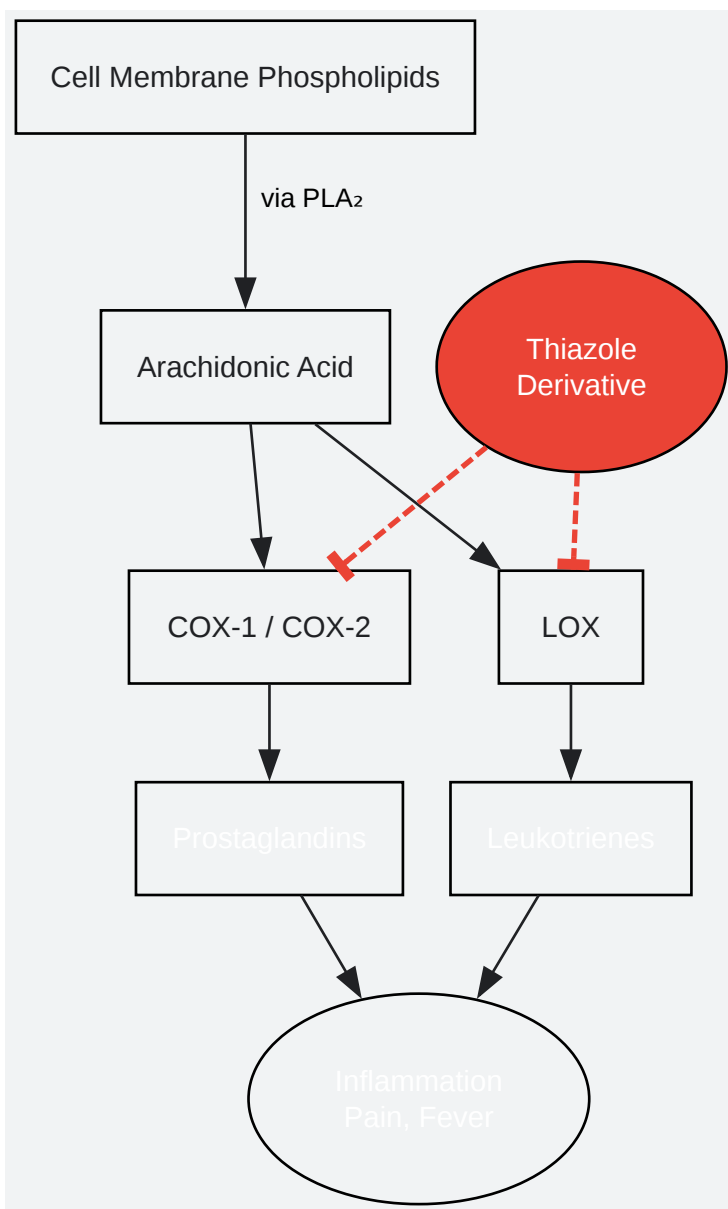 Cell Membrane Phospholipids
via PLA₂
Thiazole
Derivative
Arachidonic Acid
COX-1 / COX-2
LOX
Prostaglandins
Leukotrienes
Inflammation
Pain, Fever